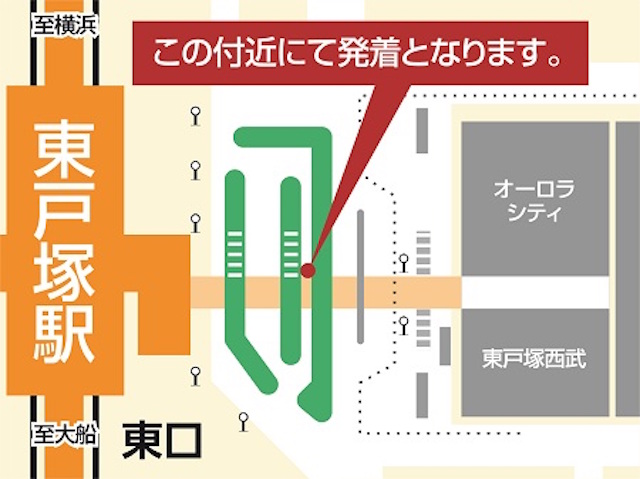 至横浜
この付近にて発着となります。
東戸塚駅
オーロラ
シティ
東戸塚西武
至大船
東口